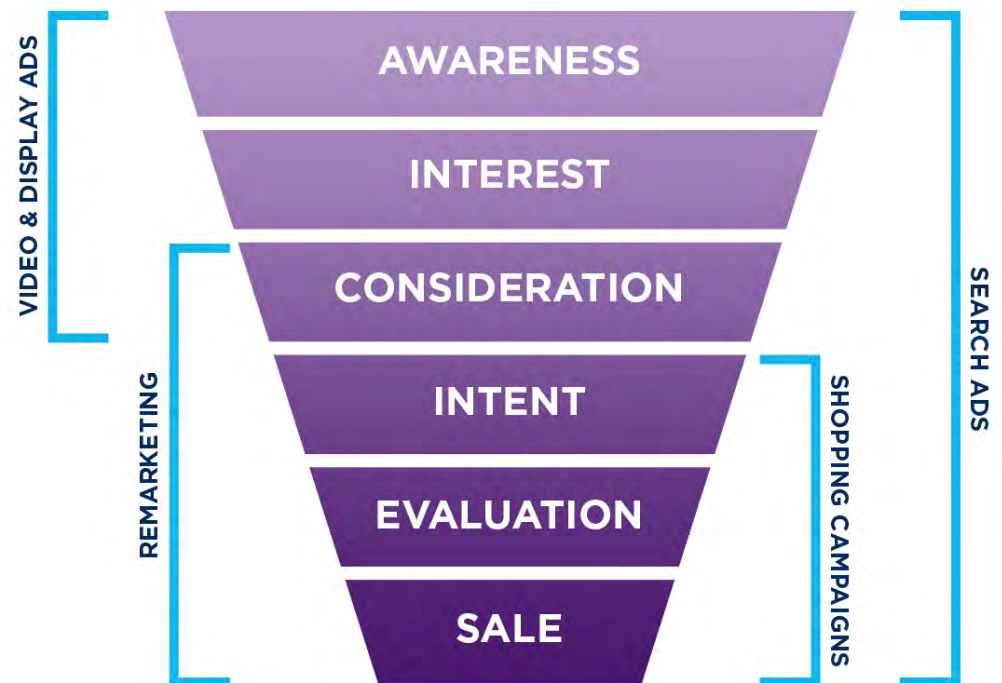 VIDEO & DISPLAY ADS
REMARKETING
AWARENESS
INTEREST
CONSIDERATION
INTENT
EVALUATION
SALE
SHOPPING CAMPAIGNS
SEARCH ADS